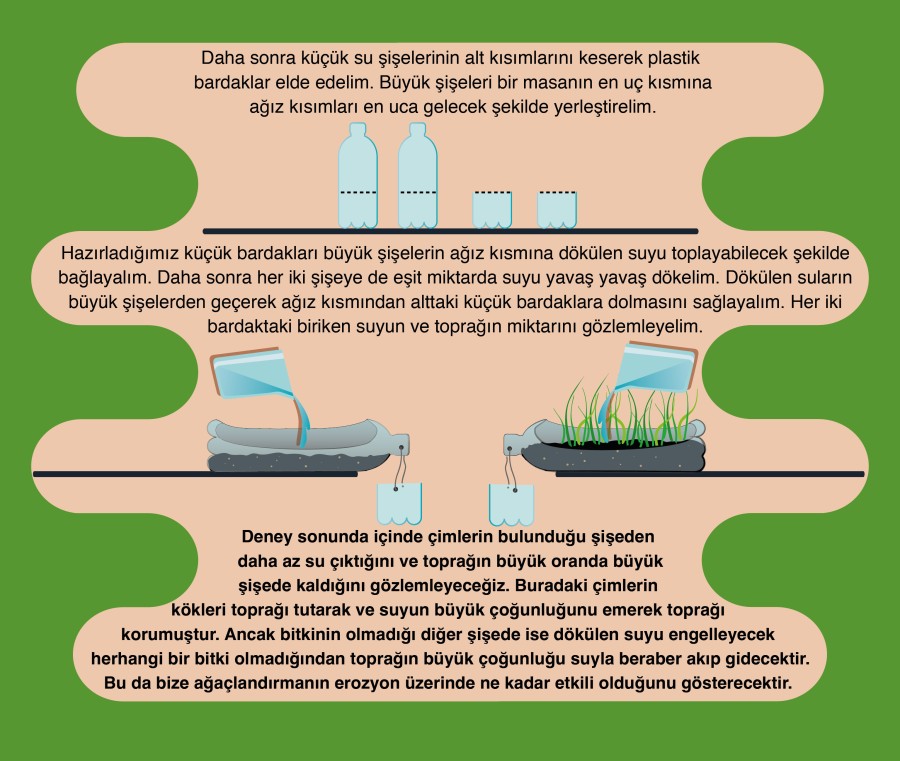 Daha sonra küçük su şişelerinin alt kısımlarını keserek plastik
bardaklar elde edelim. Büyük şişeleri bir masanın en uç kısmına
ağız kısımları en uca gelecek şekilde yerleştirelim.
Hazırladığımız küçük bardakları büyük şişelerin ağız kısmına dökülen suyu toplayabilecek şekilde
bağlayalım. Daha sonra her iki şişeye de eşit miktarda suyu yavaş yavaş dökelim. Dökülen suların
büyük şişelerden geçerek ağız kısmından alttaki küçük bardaklara dolmasını sağlayalım. Her iki
bardaktaki biriken suyun ve toprağın miktarını gözlemleyelim.
Deney sonunda içinde çimlerin bulunduğu şişeden
daha az su çıktığını ve toprağın büyük oranda büyük
şişede kaldığını gözlemleyeceğiz. Buradaki çimlerin
kökleri toprağı tutarak ve suyun büyük çoğunluğunu emerek toprağı
korumuştur. Ancak bitkinin olmadığı diğer şişede ise dökülen suyu engelleyecek
herhangi bir bitki olmadığından toprağın büyük çoğunluğu suyla beraber akıp gidecektir.
Bu da bize ağaçlandırmanın erozyon üzerinde ne kadar etkili olduğunu gösterecektir.